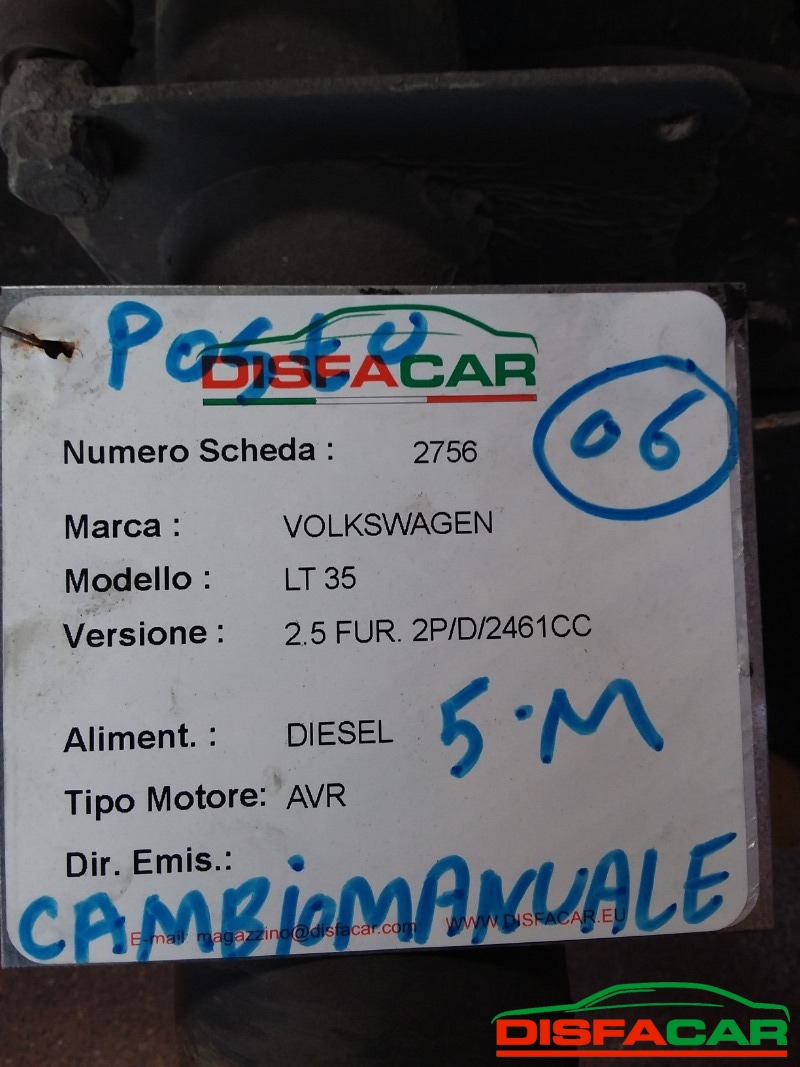 Posto
DISFACAR
06
Numero Scheda : 2756
Marca : VOLKSWAGEN
Modello : LT 35
Versione : 2.5 FUR. 2P/D/2461CC
5.M
Aliment. : DIESEL
Tipo Motore: AVR
Dir. Emis.:
CAMBIOMANUALE
E-mail: magazzino@disfacar.com WWW.DISFACAR.EU
DISFACAR